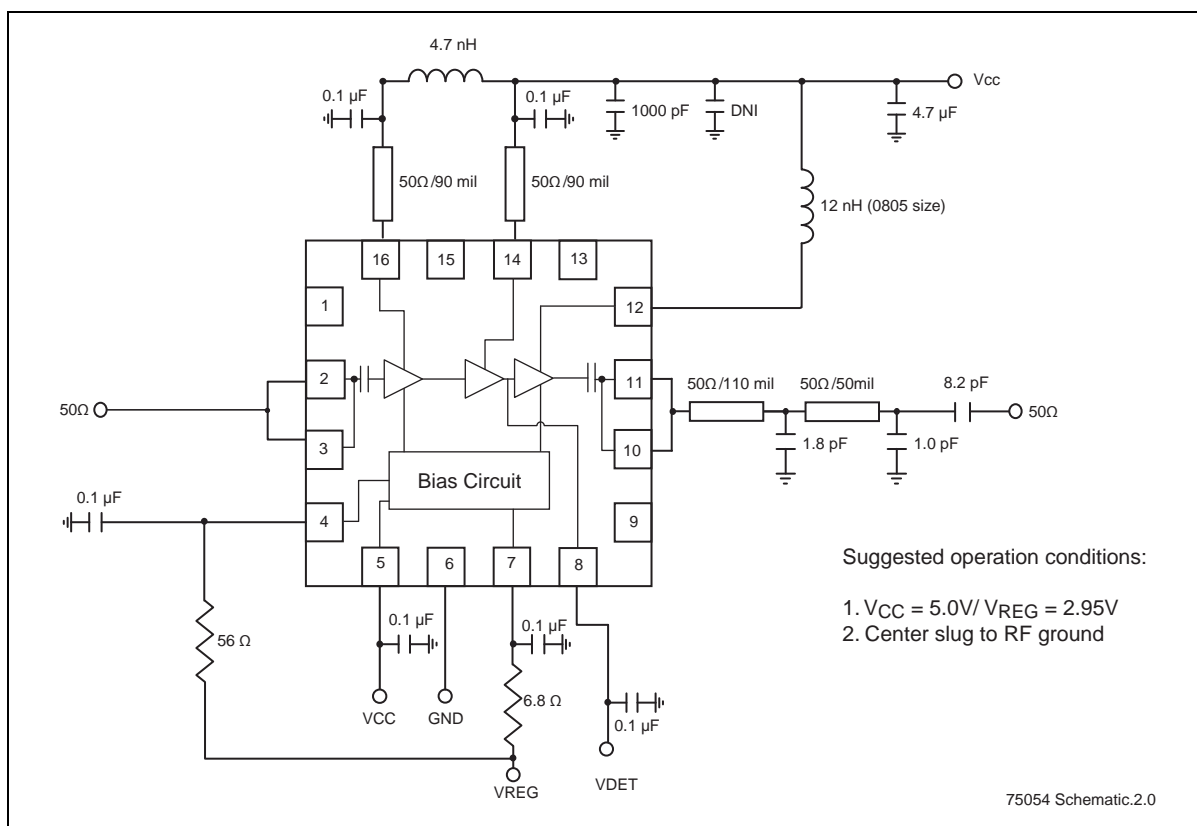 4.7 nH
Vcc
0.1 µF
0.1 µF
1000 pF
DNI
4.7 µF
50Ω/90 mil
50Ω/90 mil
12 nH (0805 size)
16
15
14
13
1
12
2
11
50Ω/110 mil
50Ω/50mil
8.2 pF
50Ω
50Ω
3
10
1.8 pF
1.0 pF
Bias Circuit
0.1 µF
4
9
5
6
7
8
Suggested operation conditions:
1. VCC = 5.0V/ VREG = 2.95V
2. Center slug to RF ground
0.1 µF
0.1 µF
56 Ω
6.8 Ω
VCC
GND
0.1 µF
VREG
VDET
75054 Schematic.2.0